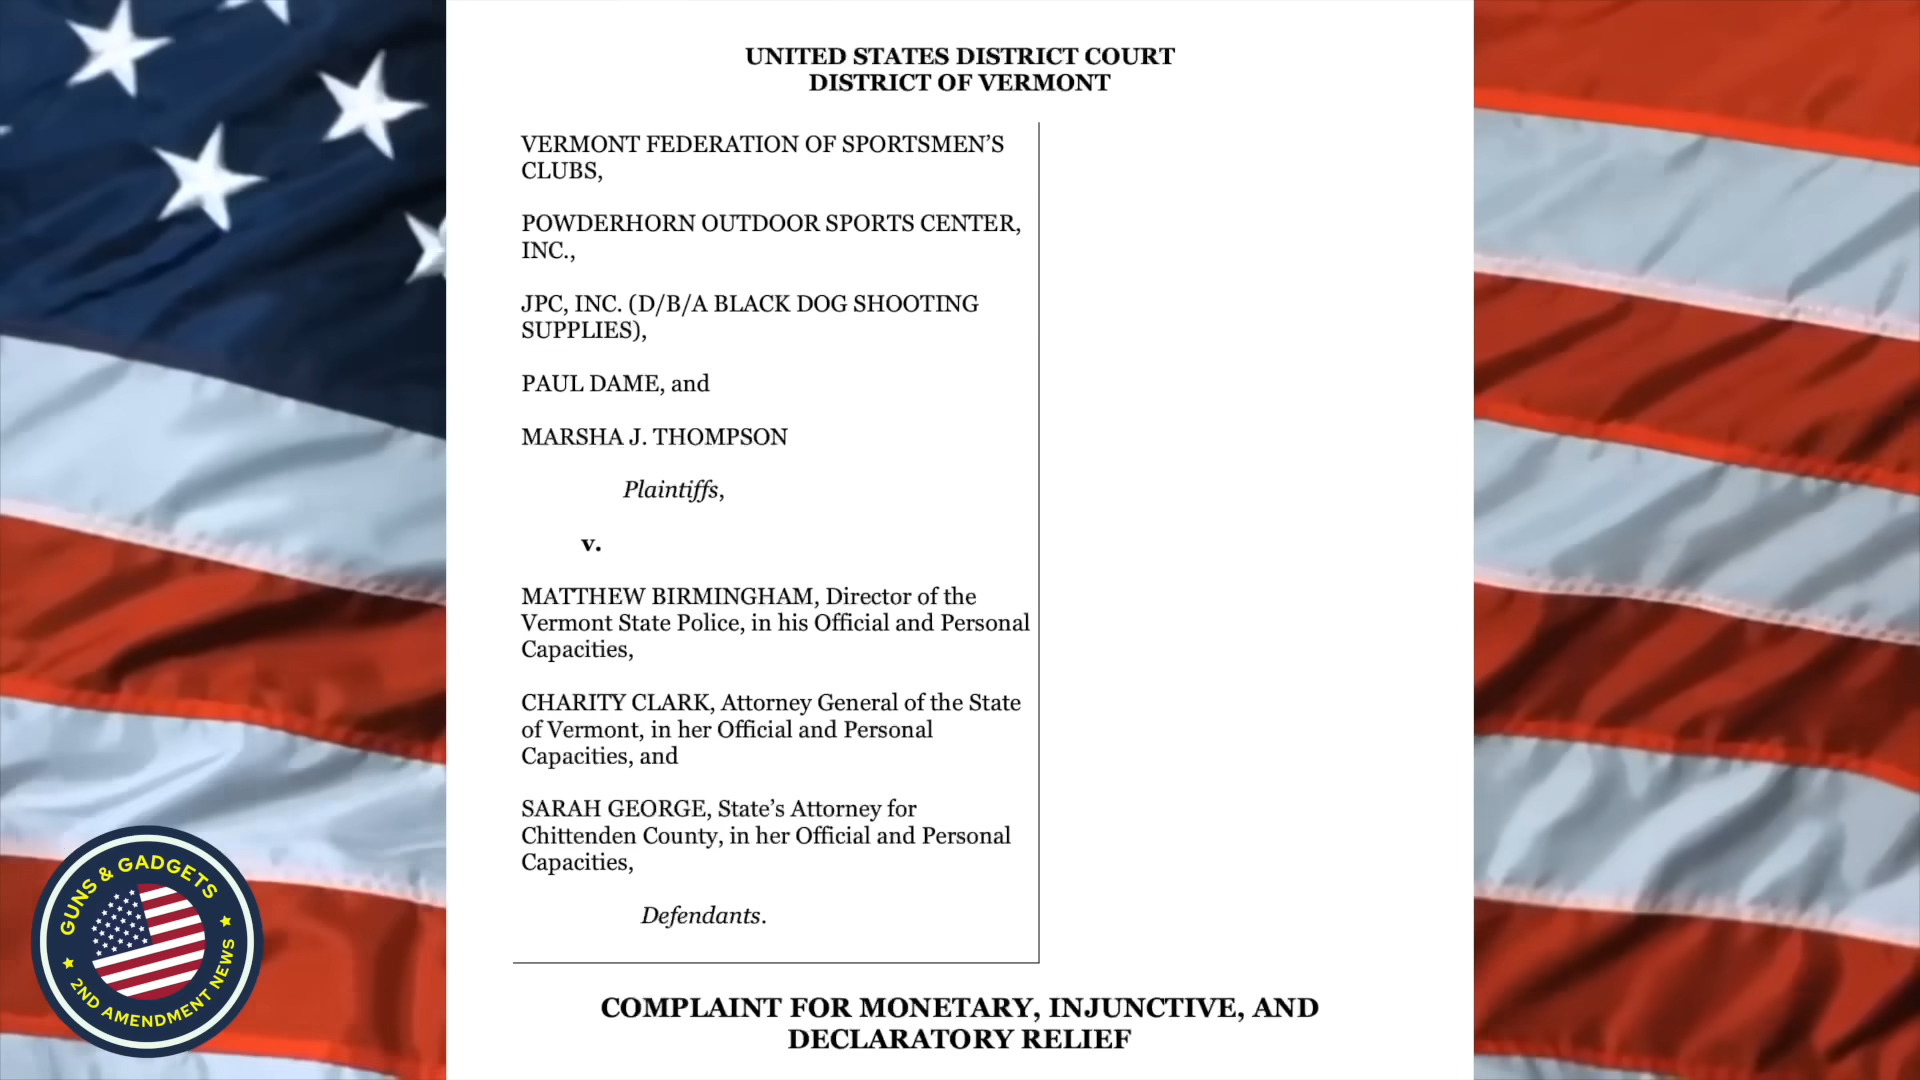 UNITED STATES DISTRICT COURT
DISTRICT OF VERMONT
VERMONT FEDERATION OF SPORTSMEN’S
CLUBS,
POWDERHORN OUTDOOR SPORTS CENTER,
INC.,
JPC, INC. (D/B/A BLACK DOG SHOOTING
SUPPLIES),
PAUL DAME, and
MARSHA J. THOMPSON
Plaintiffs,
v.
MATTHEW BIRMINGHAM, Director of the
Vermont State Police, in his Official and Personal
Capacities,
CHARITY CLARK, Attorney General of the State
of Vermont, in her Official and Personal
Capacities, and
SARAH GEORGE, State’s Attorney for
Chittenden County, in her Official and Personal
Capacities,
Defendants.
COMPLAINT FOR MONETARY, INJUNCTIVE, AND
DECLARATORY RELIEF
GUNS & GADGETS
2ND AMENDMENT NEWS